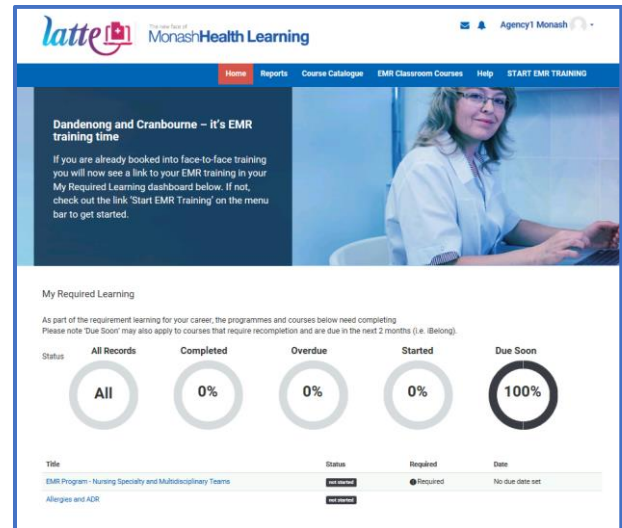 latte
The new face of
MonashHealth Learning
Agency1 Monash
Home Reports Course Catalogue EMR Classroom Courses Help START EMR TRAINING
Dandenong and Cranbourne – it's EMR
training time
If you are already booked into face-to-face training
you will now see a link to your EMR training in your
My Required Learning dashboard below. If not,
check out the link 'Start EMR Training' on the menu
bar to get started.
My Required Learning
As part of the requirement learning for your career, the programmes and courses below need completing
Please note 'Due Soon' may also apply to courses that require recompletion and are due in the next 2 months (i.e. iBelong).
Status All Records Completed Overdue Started Due Soon
All 0% 0% 0% 100%
Title Status Required Date
EMR Program - Nursing Specialty and Multidisciplinary Teams not started Required No due date set
Allergies and ADR not started